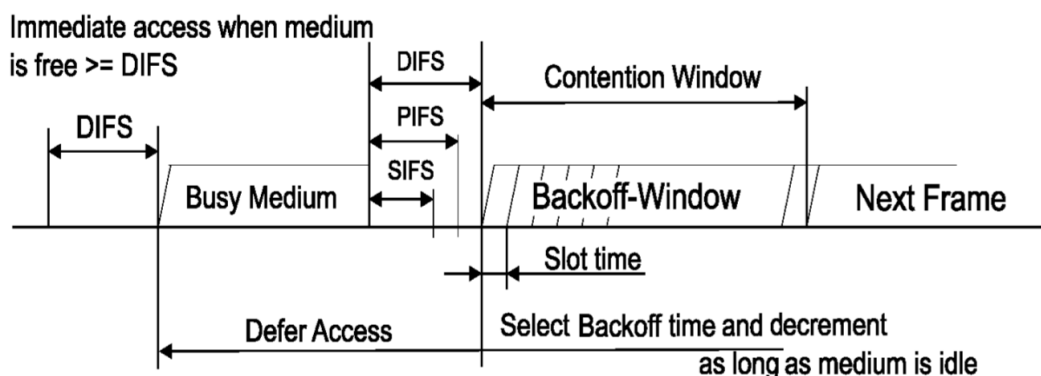 Immediate access when medium
is free >= DIFS
DIFS
DIFS
PIFS
SIFS
Contention Window
Busy Medium
Backoff-Window
Next Frame
Slot time
Defer Access
Select Backoff time and decrement
as long as medium is idle